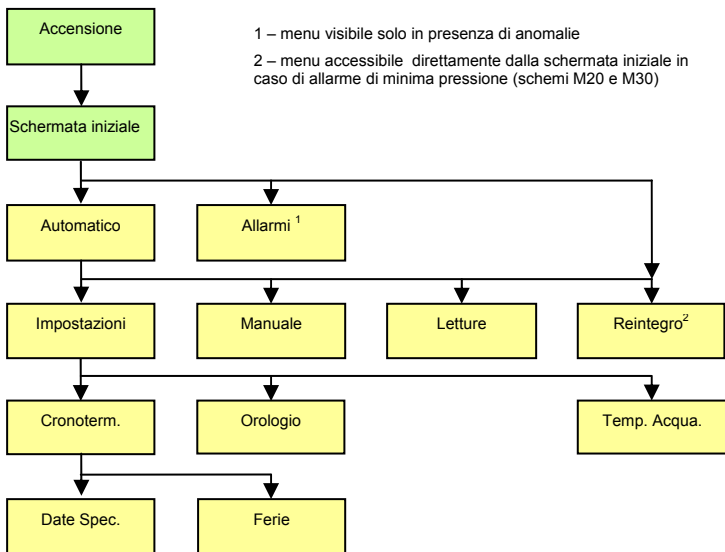 Accensione
1 – menu visibile solo in presenza di anomalie
2 – menu accessibile direttamente dalla schermata iniziale in
caso di allarme di minima pressione (schemi M20 e M30)
Schermata iniziale
Automatico
Allarmi 1
Impostazioni
Manuale
Letture
Reintegro2
Cronoterm.
Orologio
Temp. Acqua.
Date Spec.
Ferie